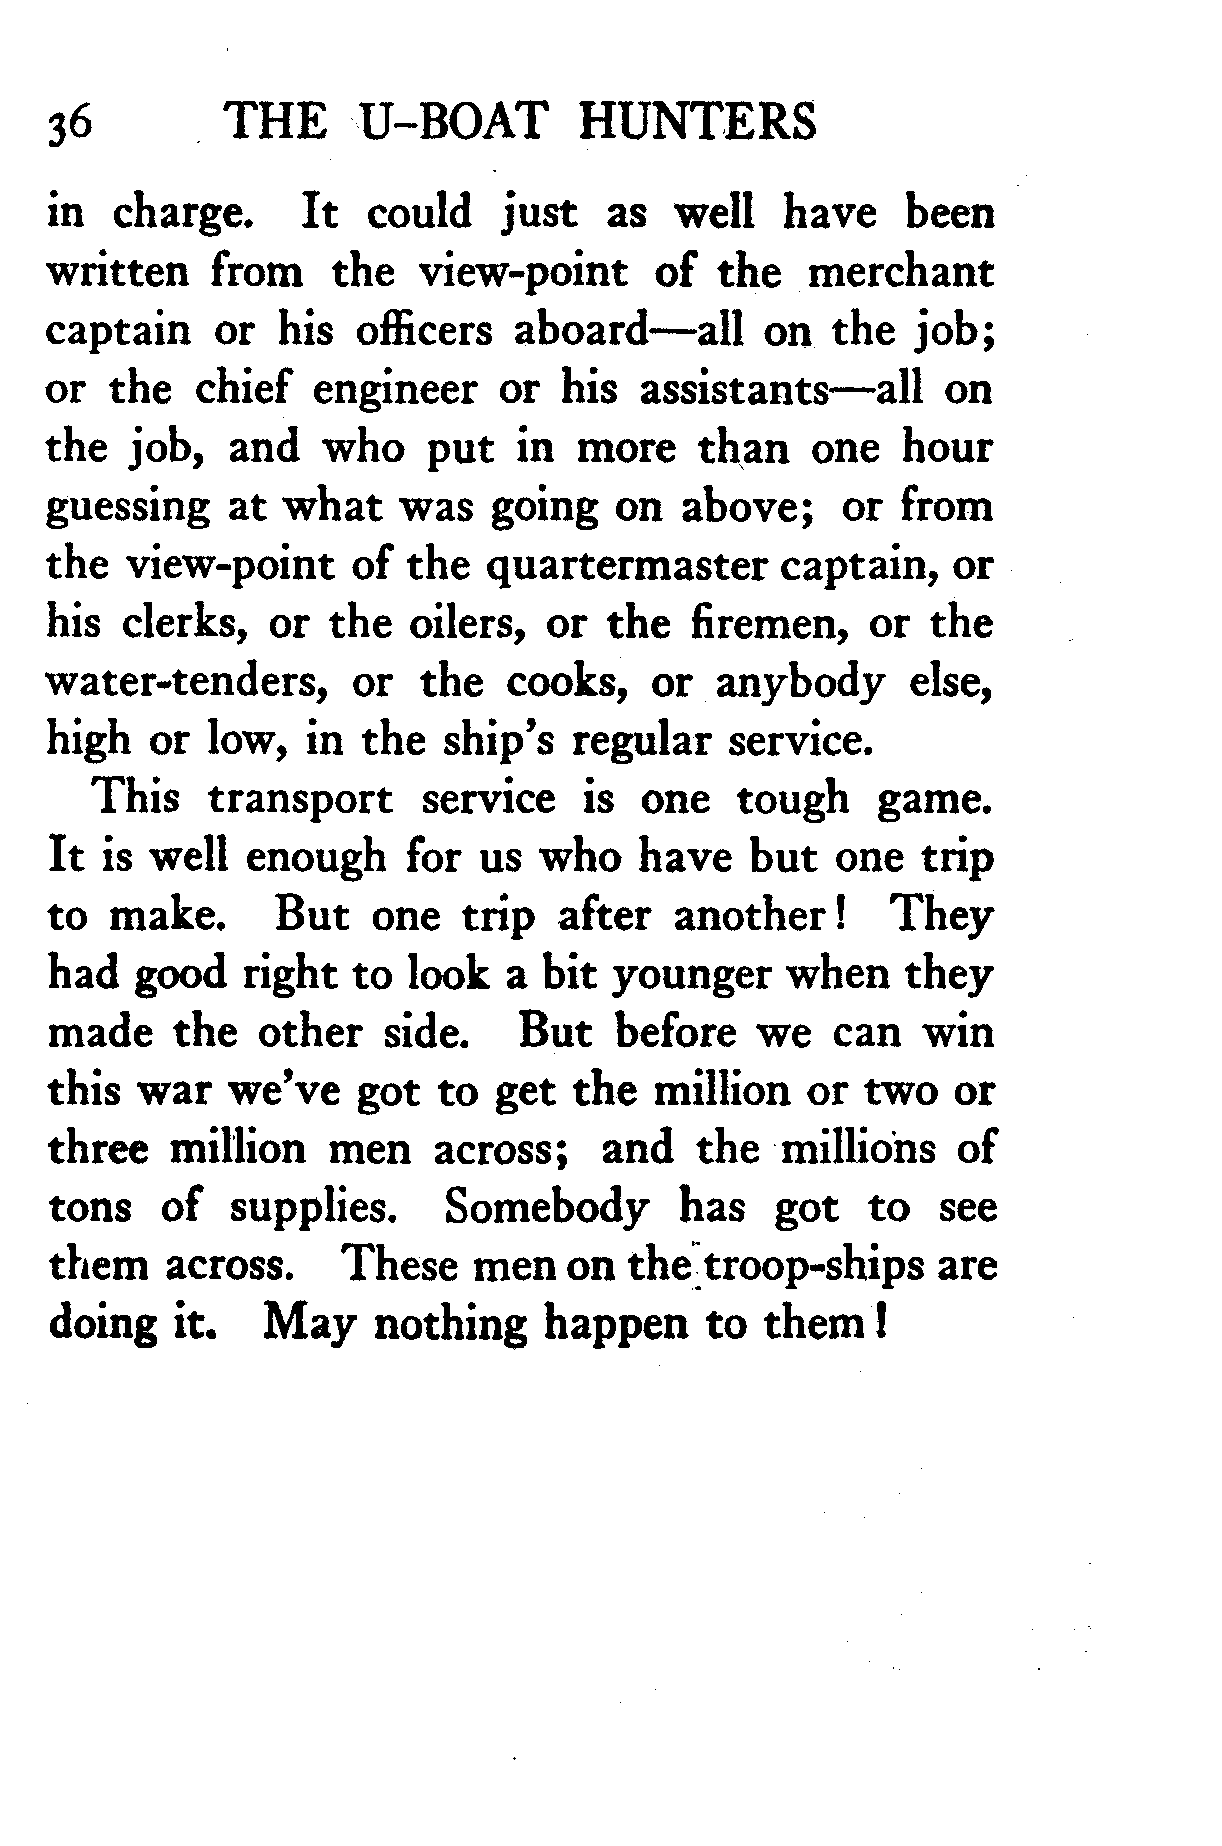 36 THE U-BOAT HUNTERS
in charge. It could just as well have been
written from the view-point of the merchant
captain or his officers aboard—all on the job;
or the chief engineer or his assistants—all on
the job, and who put in more than one hour
guessing at what was going on above; or from
the view-point of the quartermaster captain, or
his clerks, or the oilers, or the firemen, or the
water-tenders, or the cooks, or anybody else,
high or low, in the ship's regular service.
This transport service is one tough game.
It is well enough for us who have but one trip
to make. But one trip after another! They
had good right to look a bit younger when they
made the other side. But before we can win
this war we've got to get the million or two or
three million men across; and the millions of
tons of supplies. Somebody has got to see
them across. These men on the troop-ships are
doing it. May nothing happen to them!